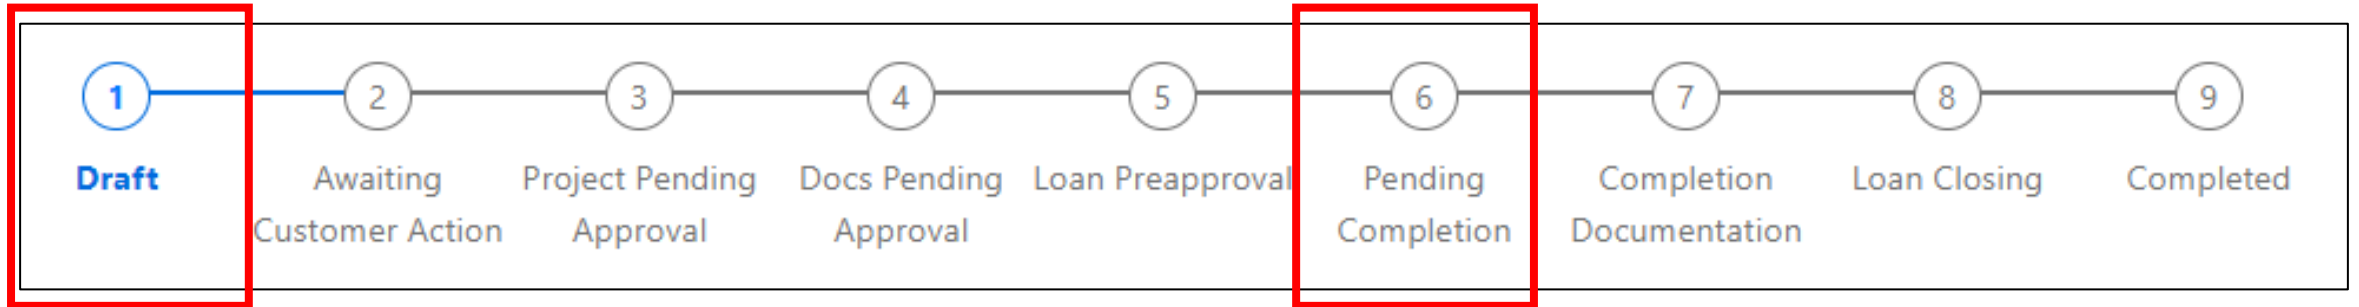 1 2 3 4 5 6 7 8 9
Draft Awaiting Project Pending Docs Pending Loan Preapproval Pending Completion Loan Closing Completed
Customer Action Approval Approval Completion Documentation